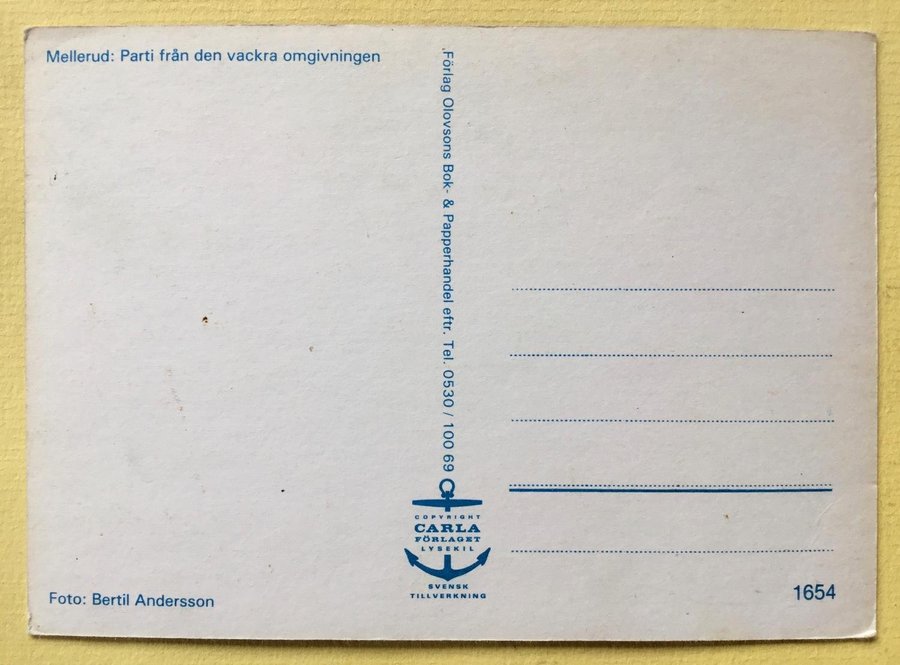 Mellerud: Parti från den vackra omgivningen
Förlag Olovsons Bok- & Papperhandel eftr. Tel. 0530 / 100 69
COPYRIGHT
CARLA
FÖRLAGET
LYSEKIL
SVENSK
TILLVERKNING
Foto: Bertil Andersson
1654